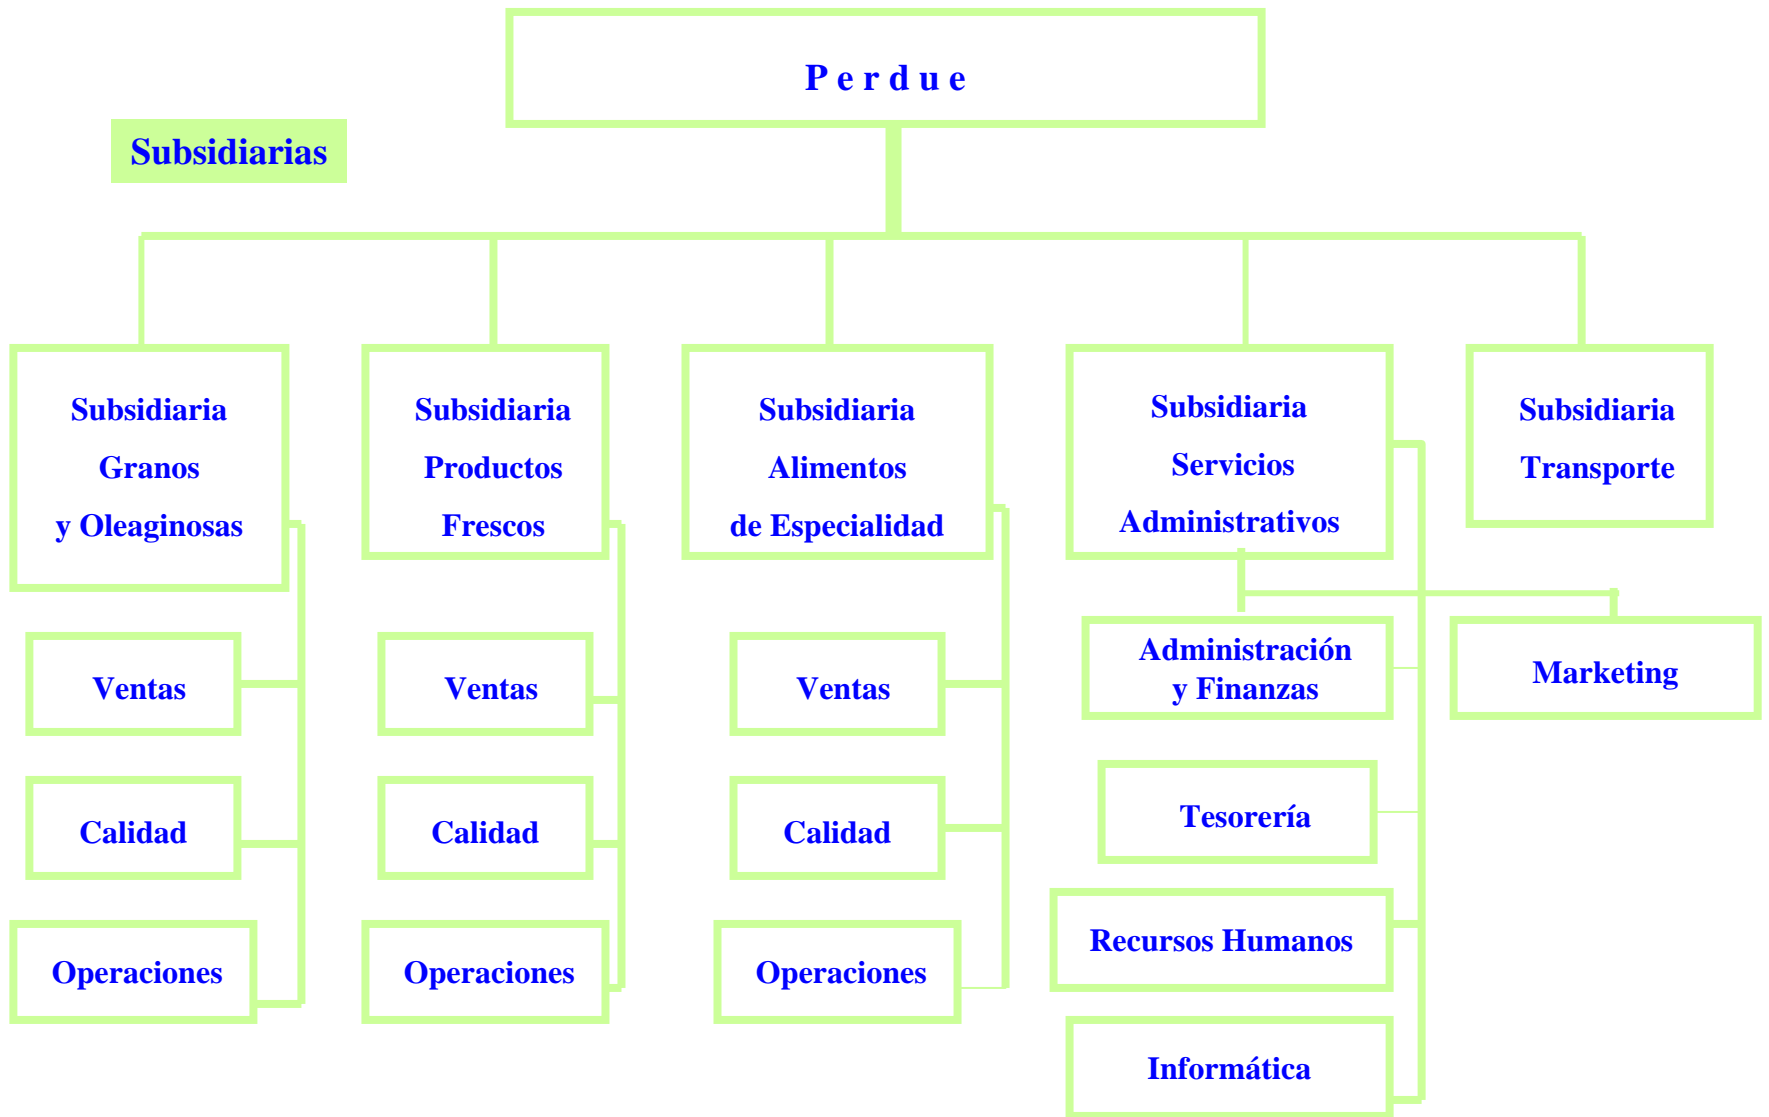 P e r d u e
Subsidiarias
Subsidiaria
Granos
y Oleaginosas
Subsidiaria
Productos
Frescos
Subsidiaria
Alimentos
de Especialidad
Subsidiaria
Servicios
Administrativos
Subsidiaria
Transporte
Ventas
Calidad
Operaciones
Ventas
Calidad
Operaciones
Ventas
Calidad
Operaciones
Administración
y Finanzas
Marketing
Tesorería
Recursos Humanos
Informática